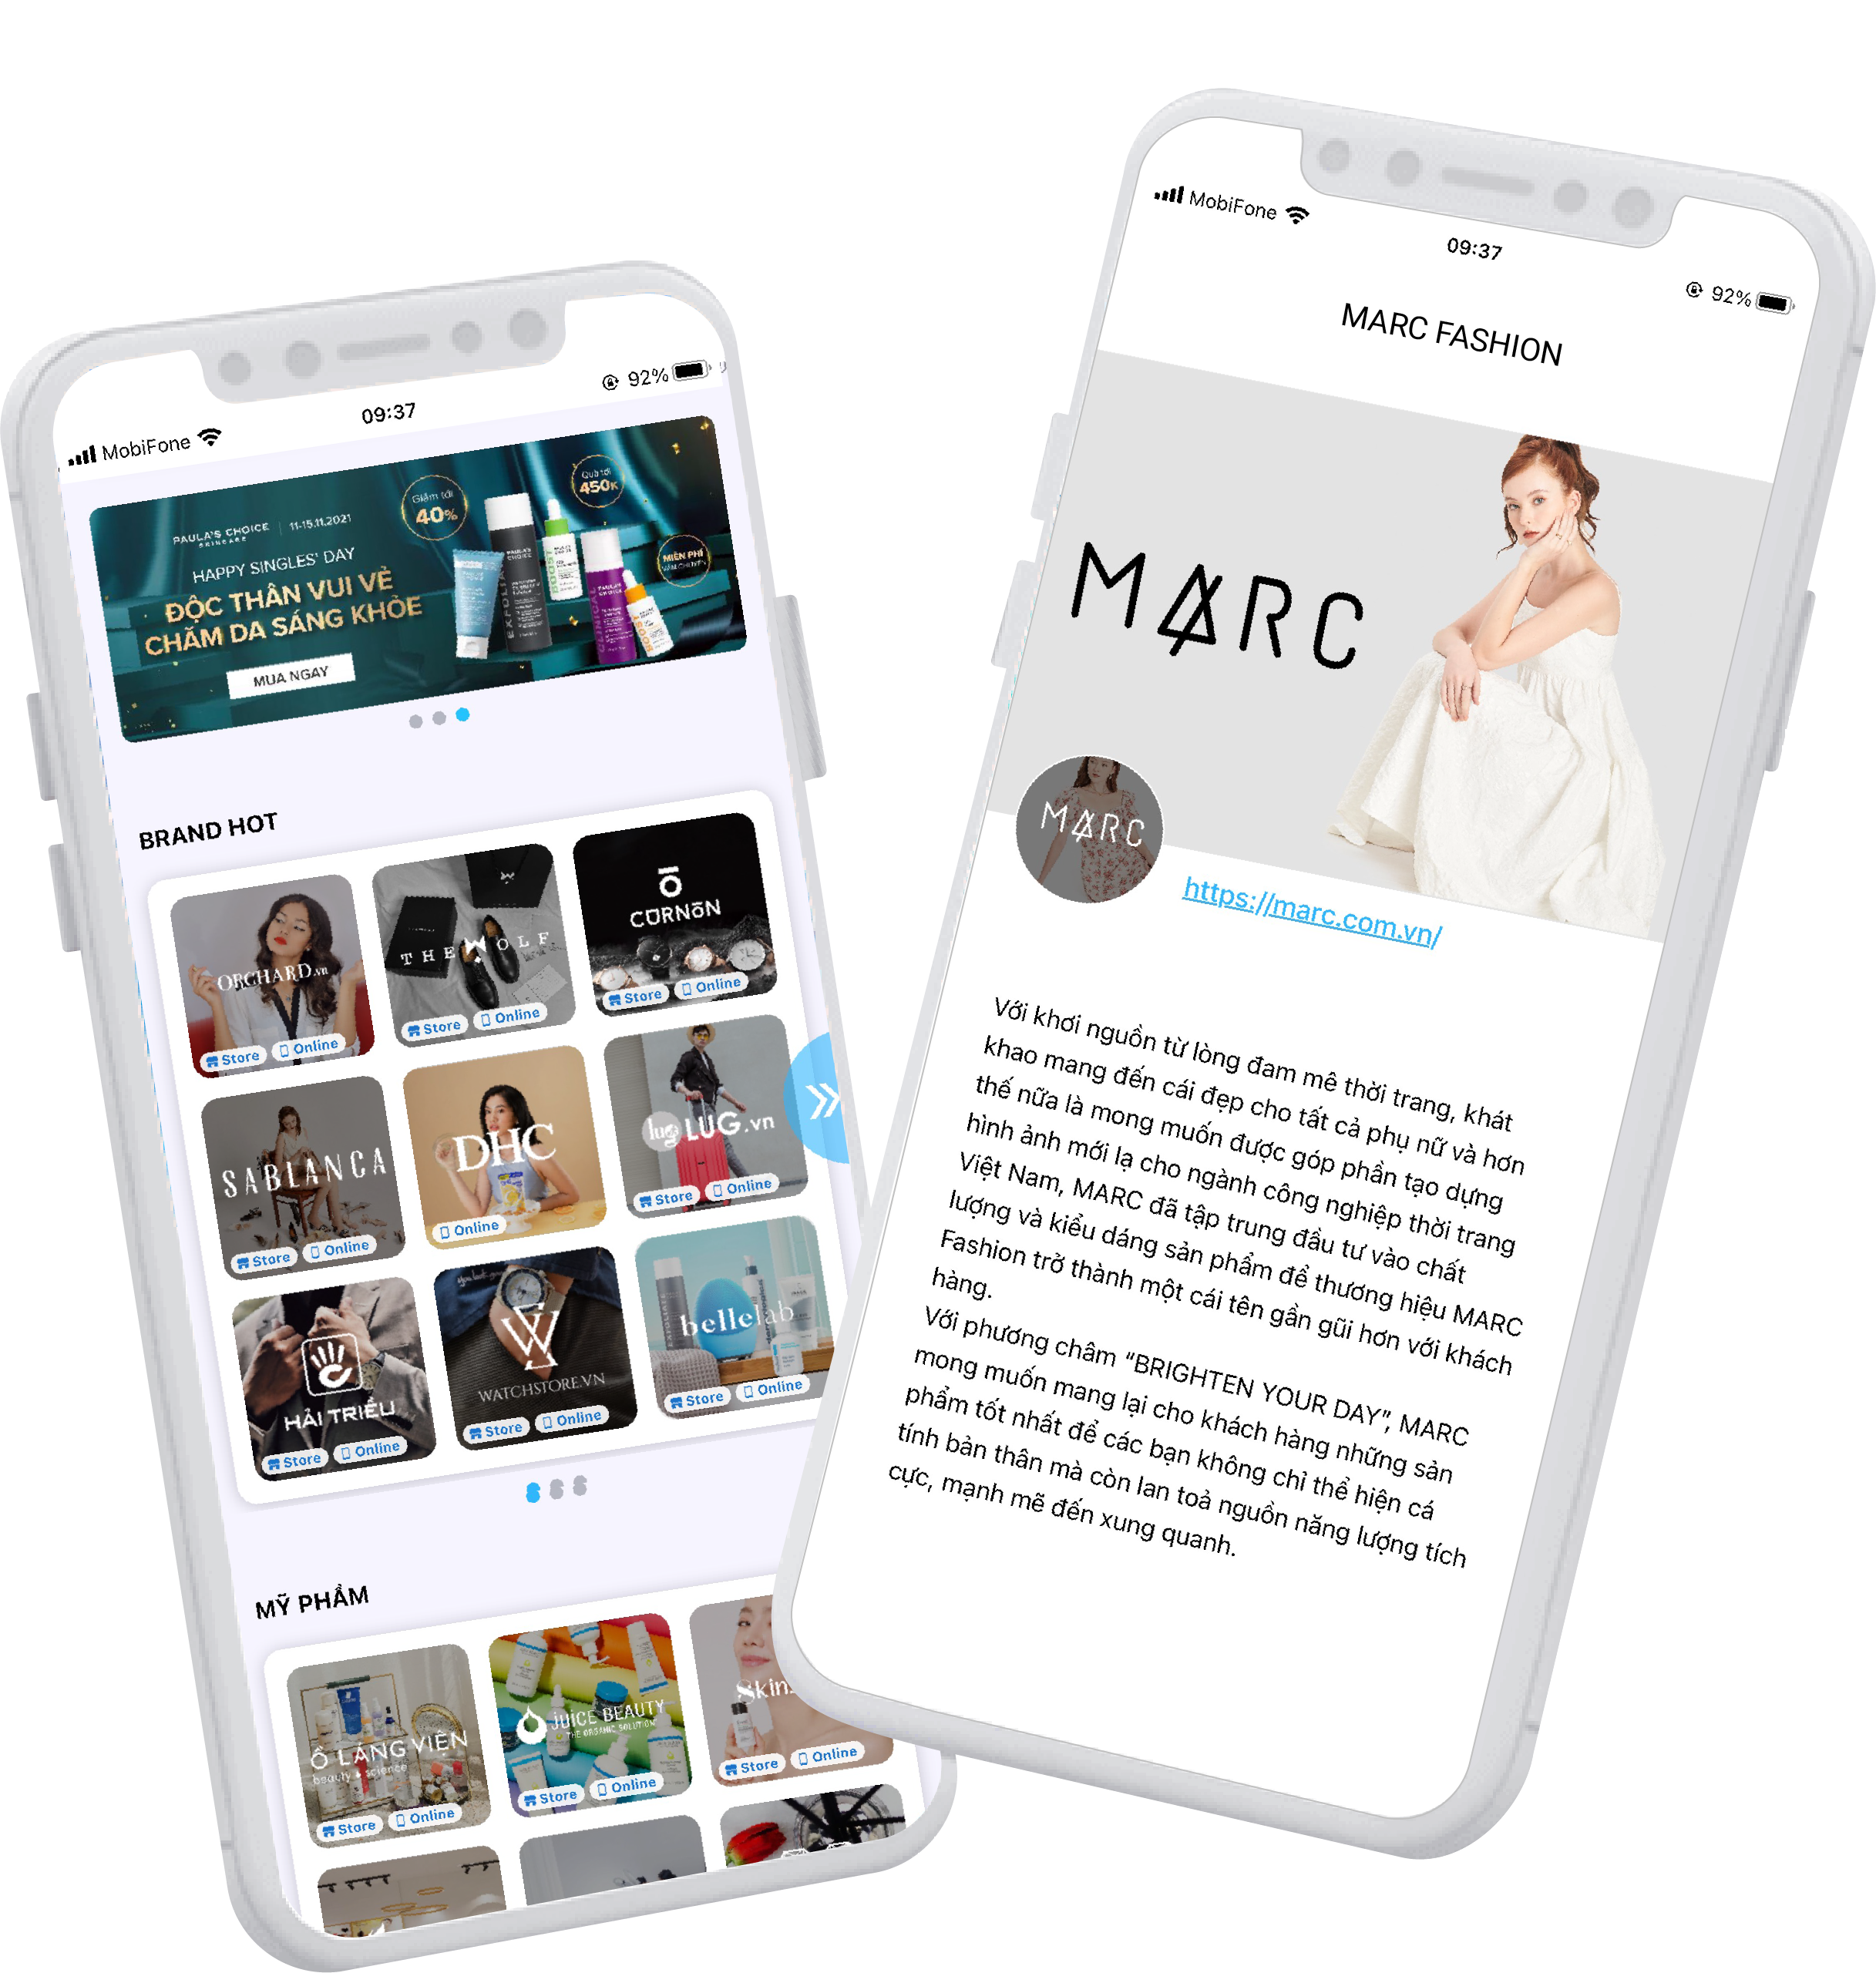 MobiFone
09:37
92%
PAULA'S CHOICE
SKINCARE
11-15.11.2021
HAPPY SINGLES' DAY
ĐỘC THÂN VUI VẺ
CHĂM DA SÁNG KHỎE
MUA NGAY
Giảm tới
40%
Quà tới
450K
MIỄN PHÍ
VẬN CHUYỂN
BRAND HOT
ORCHARD.vn
Store Online
THE WOLF
Store Online
CURNŌN
Store Online
SABLANCA
Store Online
DHC
Online
lug LUG.vn
Store Online
HẢI TRIỀU
Store Online
WATCHSTORE.VN
Store Online
bellelab
Store Online
MỸ PHẨM
Ô LÁNG VIỆN
beauty science
Store Online
JUICE BEAUTY
THE ORGANIC SOLUTION
Store Online
Store Online
MobiFone
09:37
92%
MARC FASHION
MARC
MARC
https://marc.com.vn/
Với khơi nguồn từ lòng đam mê thời trang, khát
khao mang đến cái đẹp cho tất cả phụ nữ và hơn
thế nữa là mong muốn được góp phần tạo dựng
hình ảnh mới lạ cho ngành công nghiệp thời trang
Việt Nam, MARC đã tập trung đầu tư vào chất
lượng và kiểu dáng sản phẩm để thương hiệu MARC
Fashion trở thành một cái tên gần gũi hơn với khách
hàng.
Với phương châm “BRIGHTEN YOUR DAY”, MARC
mong muốn mang lại cho khách hàng những sản
phẩm tốt nhất để các bạn không chỉ thể hiện cá
tính bản thân mà còn lan toả nguồn năng lượng tích
cực, mạnh mẽ đến xung quanh.